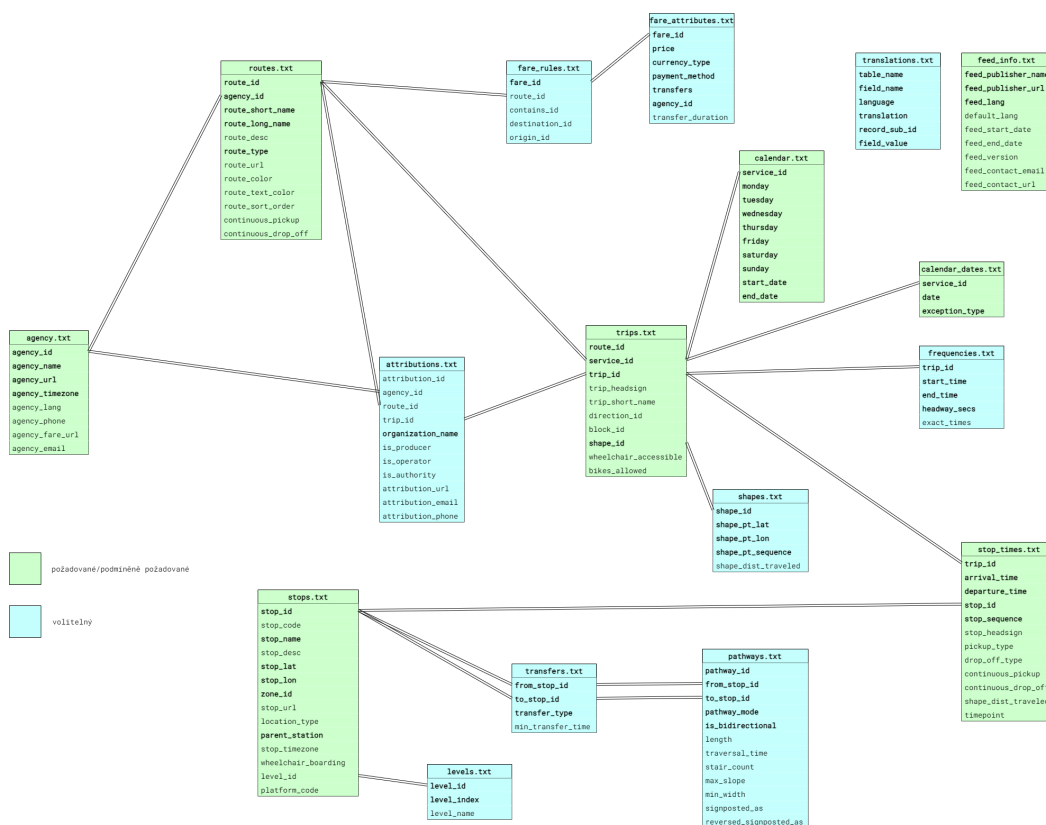 fare_attributes.txt
fare_id
price
currency_type
payment_method
transfers
agency_id
transfer_duration
routes.txt
route_id
agency_id
route_short_name
route_long_name
route_desc
route_type
route_url
route_color
route_text_color
route_sort_order
continuous_pickup
continuous_drop_off
fare_rules.txt
fare_id
route_id
contains_id
destination_id
origin_id
translations.txt
table_name
field_name
language
translation
record_sub_id
field_value
feed_info.txt
feed_publisher_name
feed_publisher_url
feed_lang
default_lang
feed_start_date
feed_end_date
feed_version
feed_contact_email
feed_contact_url
calendar.txt
service_id
monday
tuesday
wednesday
thursday
friday
saturday
sunday
start_date
end_date
calendar_dates.txt
service_id
date
exception_type
agency.txt
agency_id
agency_name
agency_url
agency_timezone
agency_lang
agency_phone
agency_fare_url
agency_email
attributions.txt
attribution_id
agency_id
route_id
trip_id
organization_name
is_producer
is_operator
is_authority
attribution_url
attribution_email
attribution_phone
trips.txt
route_id
service_id
trip_id
trip_headsign
trip_short_name
direction_id
block_id
shape_id
wheelchair_accessible
bikes_allowed
frequencies.txt
trip_id
start_time
end_time
headway_secs
exact_times
shapes.txt
shape_id
shape_pt_lat
shape_pt_lon
shape_pt_sequence
shape_dist_traveled
požadované/podmíněně požadované
volitelný
stops.txt
stop_id
stop_code
stop_name
stop_desc
stop_lat
stop_lon
zone_id
stop_url
location_type
parent_station
stop_timezone
wheelchair_boarding
level_id
platform_code
stop_times.txt
trip_id
arrival_time
departure_time
stop_id
stop_sequence
stop_headsign
pickup_type
drop_off_type
continuous_pickup
continuous_drop_of
shape_dist_traveled
timepoint
transfers.txt
from_stop_id
to_stop_id
transfer_type
min_transfer_time
pathways.txt
pathway_id
from_stop_id
to_stop_id
pathway_mode
is_bidirectional
length
traversal_time
stair_count
max_slope
min_width
signposted_as
reversed_signposted_as
levels.txt
level_id
level_index
level_name